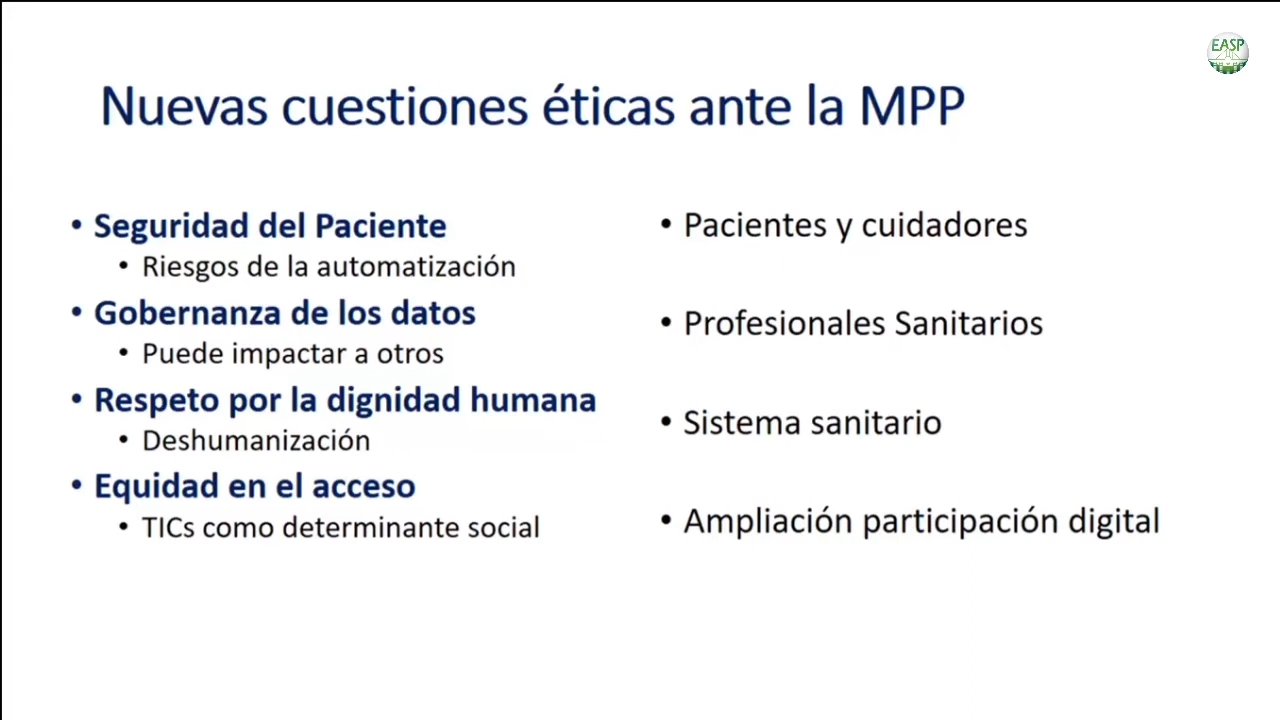 EASP
Nuevas cuestiones éticas ante la MPP
• Seguridad del Paciente
• Riesgos de la automatización
• Gobernanza de los datos
• Puede impactar a otros
• Respeto por la dignidad humana
• Deshumanización
• Equidad en el acceso
• TICs como determinante social
• Pacientes y cuidadores
• Profesionales Sanitarios
• Sistema sanitario
• Ampliación participación digital